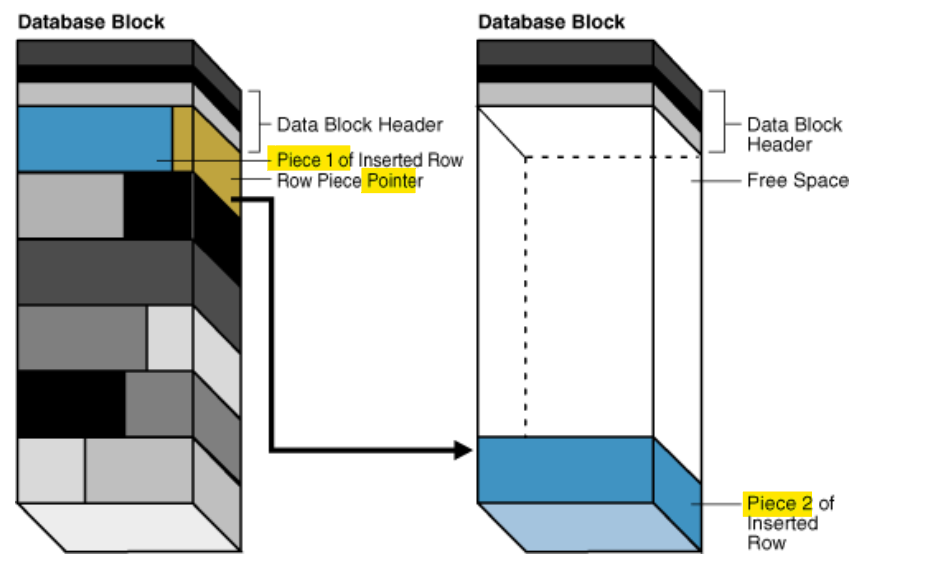 Database Block
Data Block Header
Piece 1 of Inserted Row
Row Piece Pointer
Database Block
Data Block
Header
Free Space
Piece 2 of
Inserted
Row